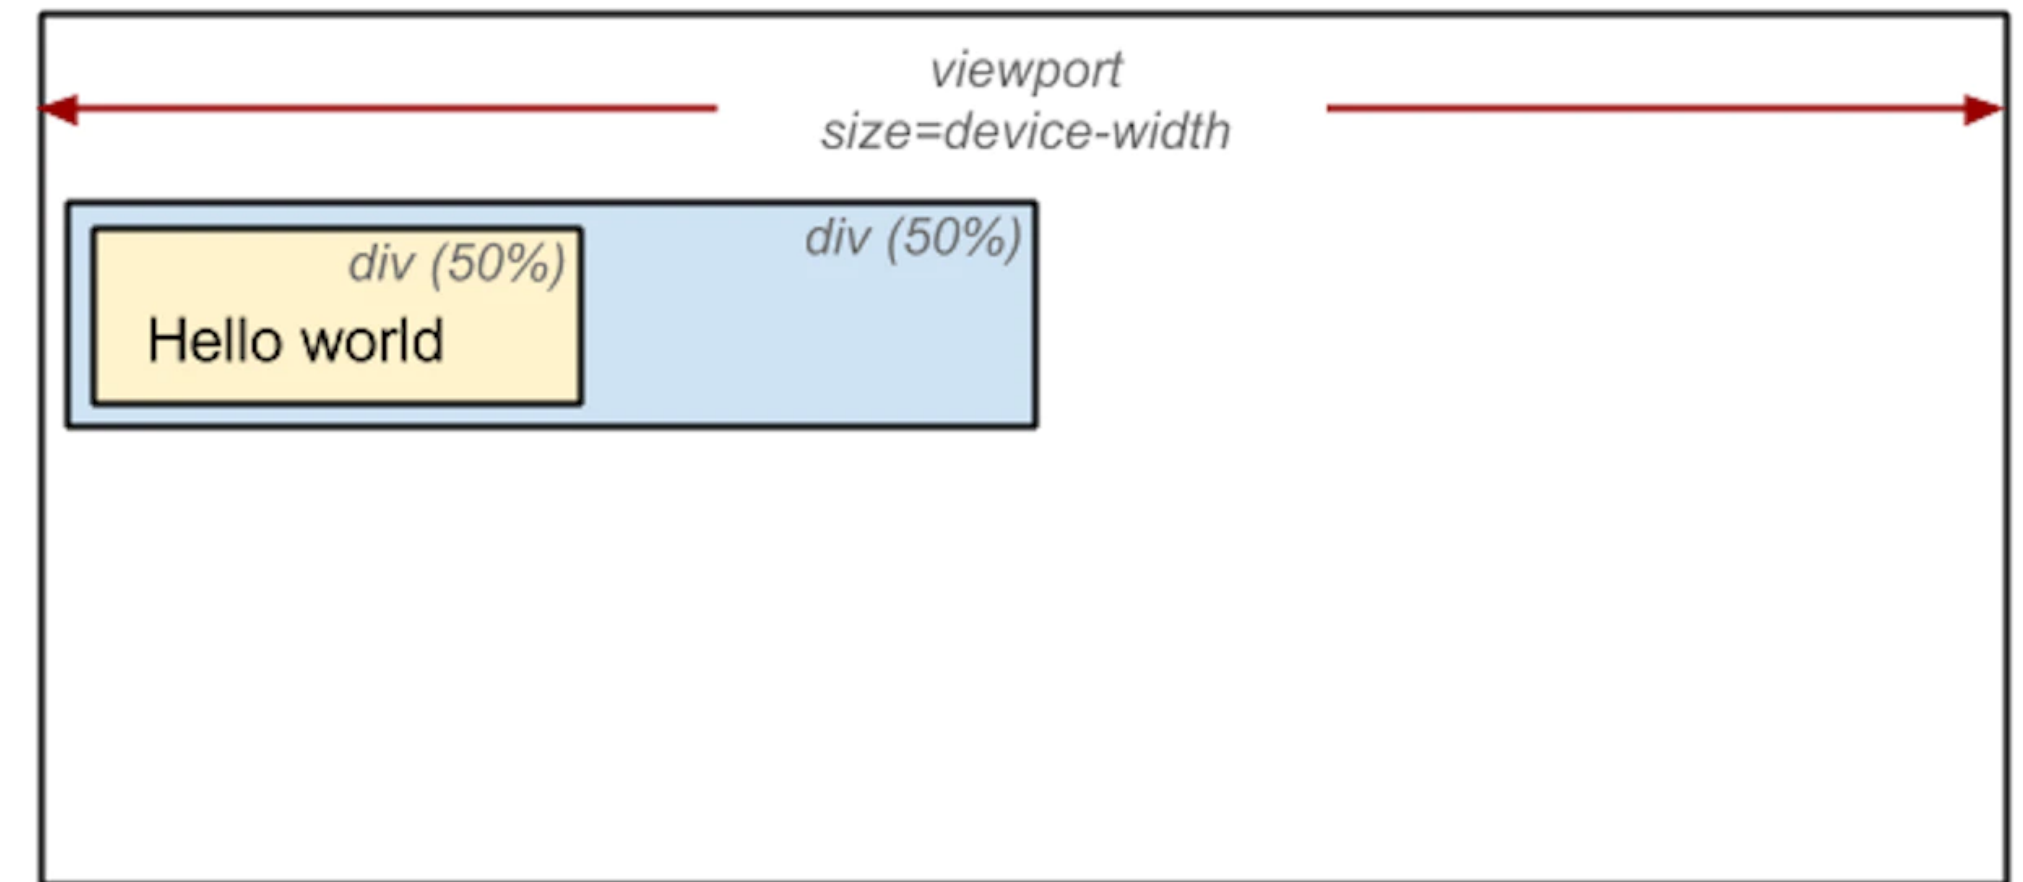 viewport
size=device-width
div (50%)
div (50%)
Hello world